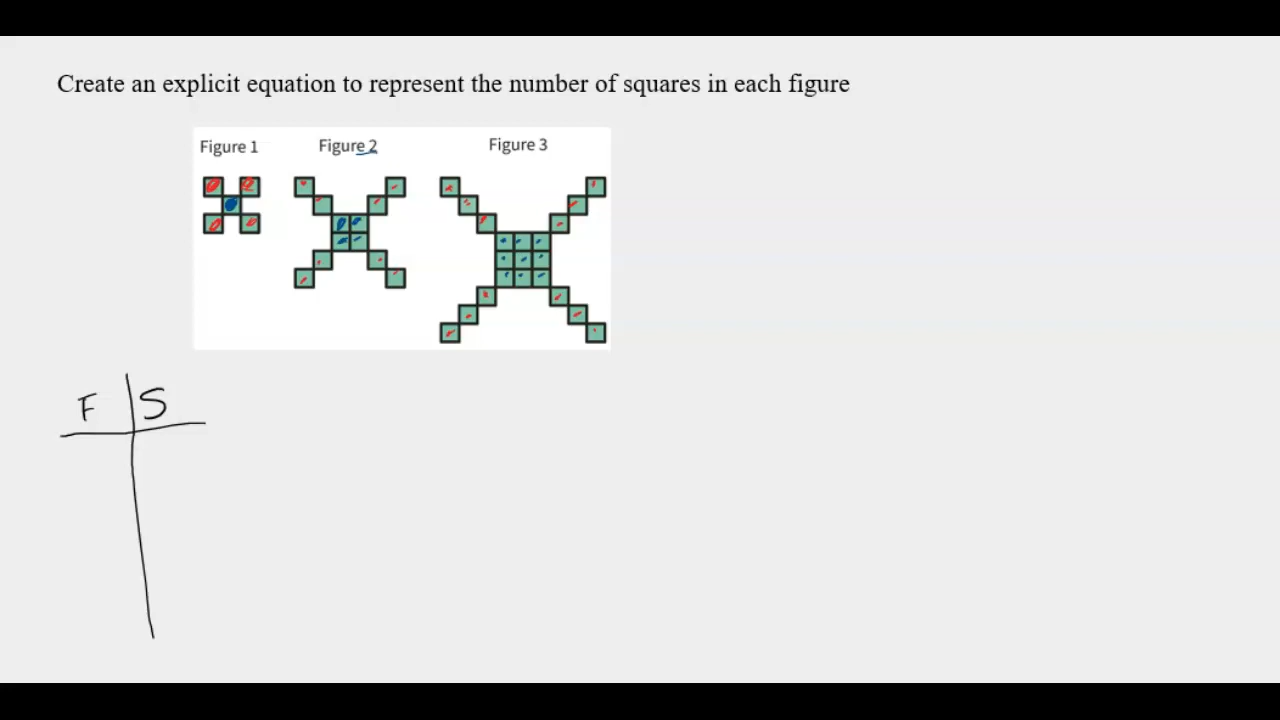 Create an explicit equation to represent the number of squares in each figure
Figure 1 Figure 2 Figure 3
F S